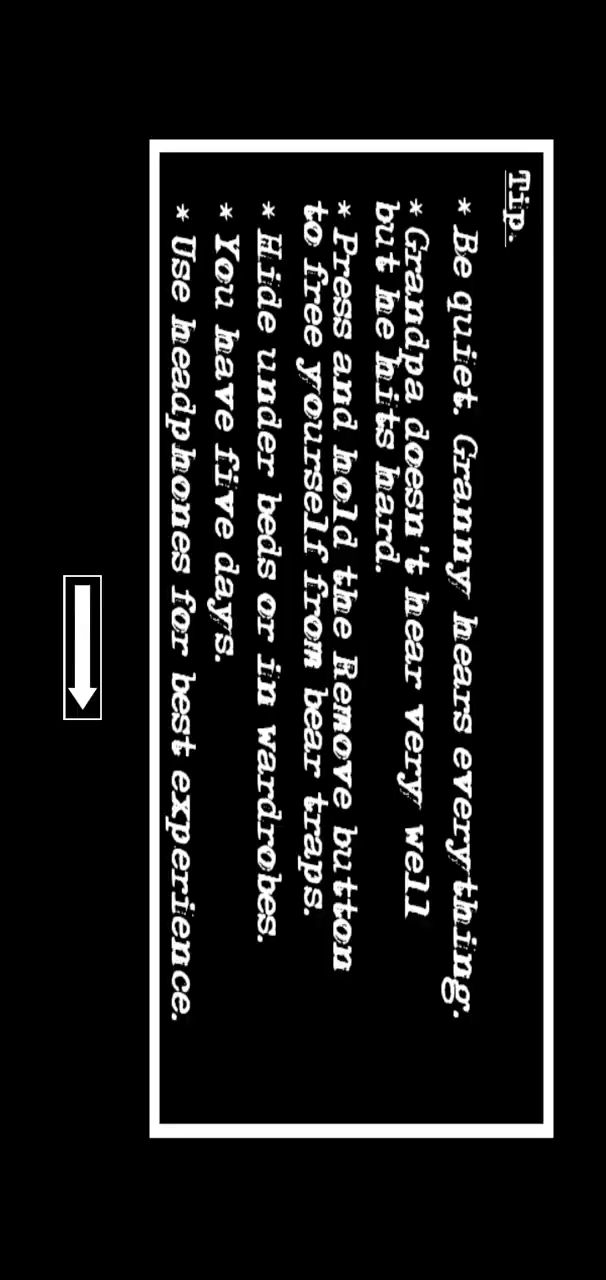 Tip.
* Be quiet. Granny hears everything.
* Grandpa doesn't hear very well
but he hits hard.
* Press and hold the Remove button
to free yourself from bear traps.
* Hide under beds or in wardrobes.
* You have five days.
* Use headphones for best experience.